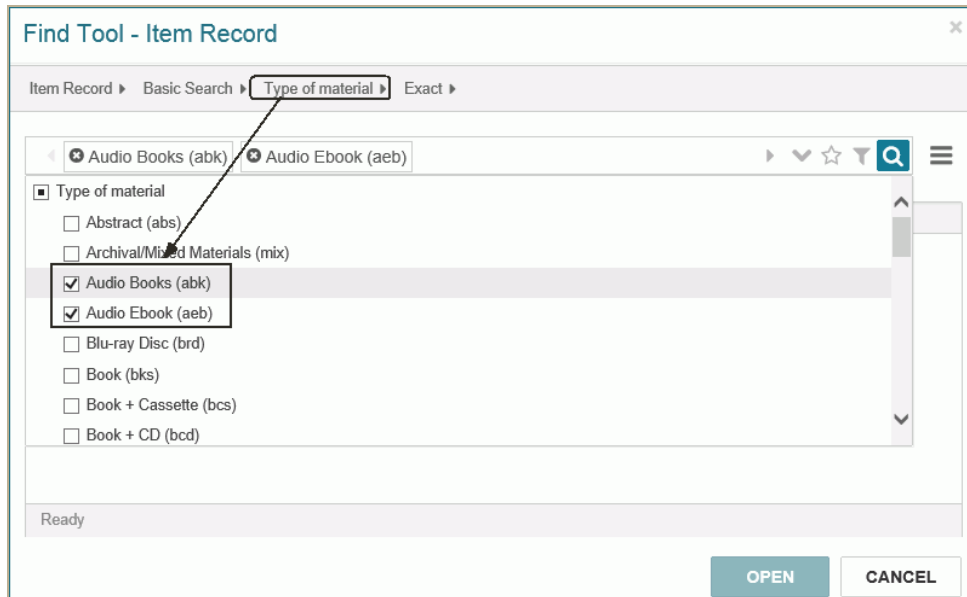 Find Tool - Item Record
Item Record Basic Search Type of material Exact
Audio Books (abk) Audio Ebook (aeb)
Type of material
Abstract (abs)
Archival/Mixed Materials (mix)
Audio Books (abk)
Audio Ebook (aeb)
Blu-ray Disc (brd)
Book (bks)
Book + Cassette (bcs)
Book + CD (bcd)
Ready
OPEN CANCEL